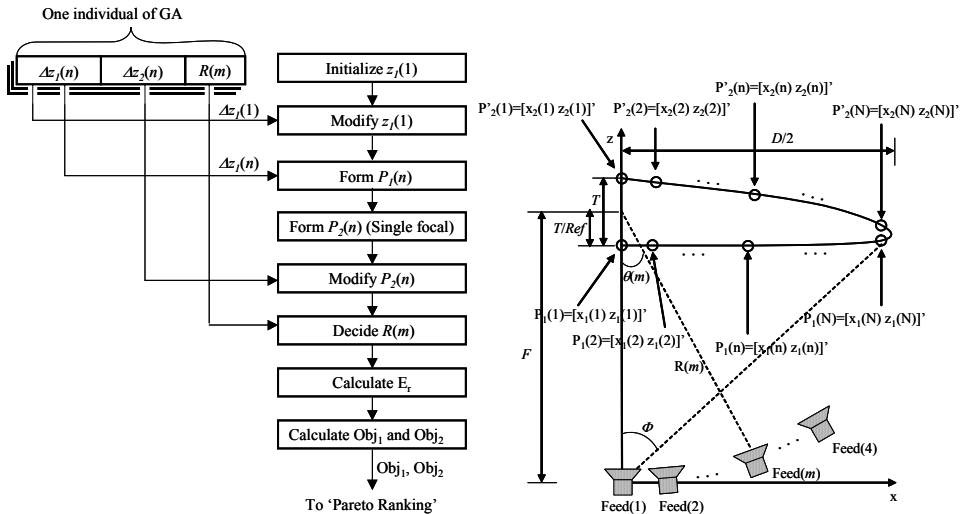 One individual of GA
Δz₁(n) Δz₂(n) R(m)
Δz₁(1)
Δz₁(n)
Initialize z₁(1)
Modify z₁(1)
Form P₁(n)
Form P₂(n) (Single focal)
Modify P₂(n)
Decide R(m)
Calculate Eᵣ
Calculate Obj₁ and Obj₂
Obj₁, Obj₂
To ‘Pareto Ranking’
P’₂(n)=[x₂(n) z₂(n)]’
P’₂(1)=[x₂(1) z₂(1)]’
P’₂(2)=[x₂(2) z₂(2)]’
P’₂(N)=[x₂(N) z₂(N)]’
z
D/2
...
...
T
T/Ref
...
...
θ(m)
P₁(1)=[x₁(1) z₁(1)]’
P₁(N)=[x₁(N) z₁(N)]’
P₁(2)=[x₁(2) z₁(2)]’
P₁(n)=[x₁(n) z₁(n)]’
F
R(m)
Φ
...
Feed(4)
...
Feed(m)
x
Feed(1)
Feed(2)